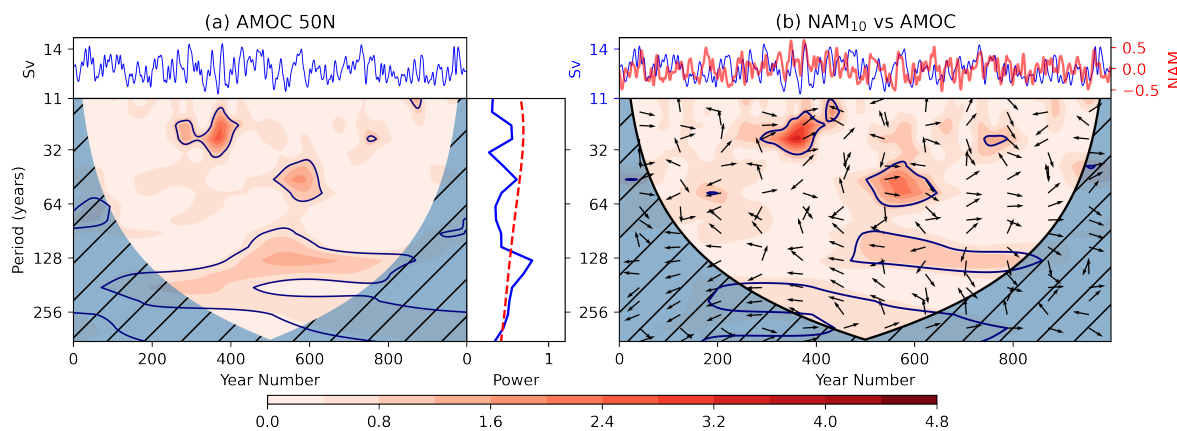 (a) AMOC 50N
(b) NAM₁₀ vs AMOC
Sv
14
Sv
14
0.5
0.0
−0.5
NAM
Period (years)
11
32
64
128
256
11
32
64
128
256
0 200 400 600 800 0 1
0 200 400 600 800
Year Number
Power
Year Number
0.0 0.8 1.6 2.4 3.2 4.0 4.8